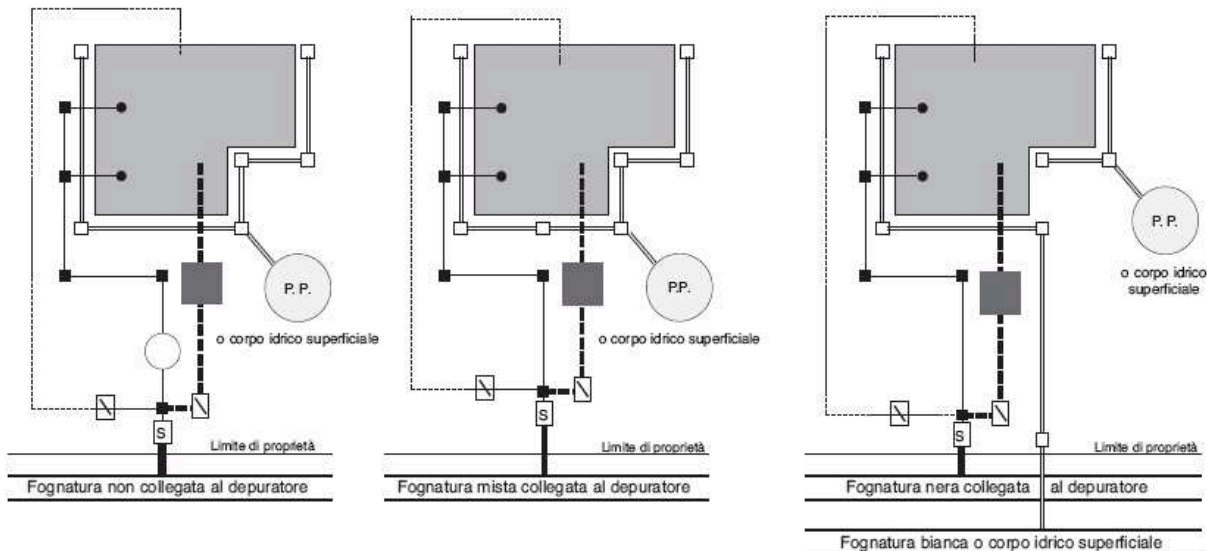 P. P.
o corpo idrico superficiale
S
Limite di proprietà
Fognatura non collegata al depuratore
P.P.
o corpo idrico superficiale
S
Limite di proprietà
Fognatura mista collegata al depuratore
P. P.
o corpo idrico
superficiale
S
Limite di proprietà
Fognatura nera collegata al depuratore
Fognatura bianca o corpo idrico superficiale